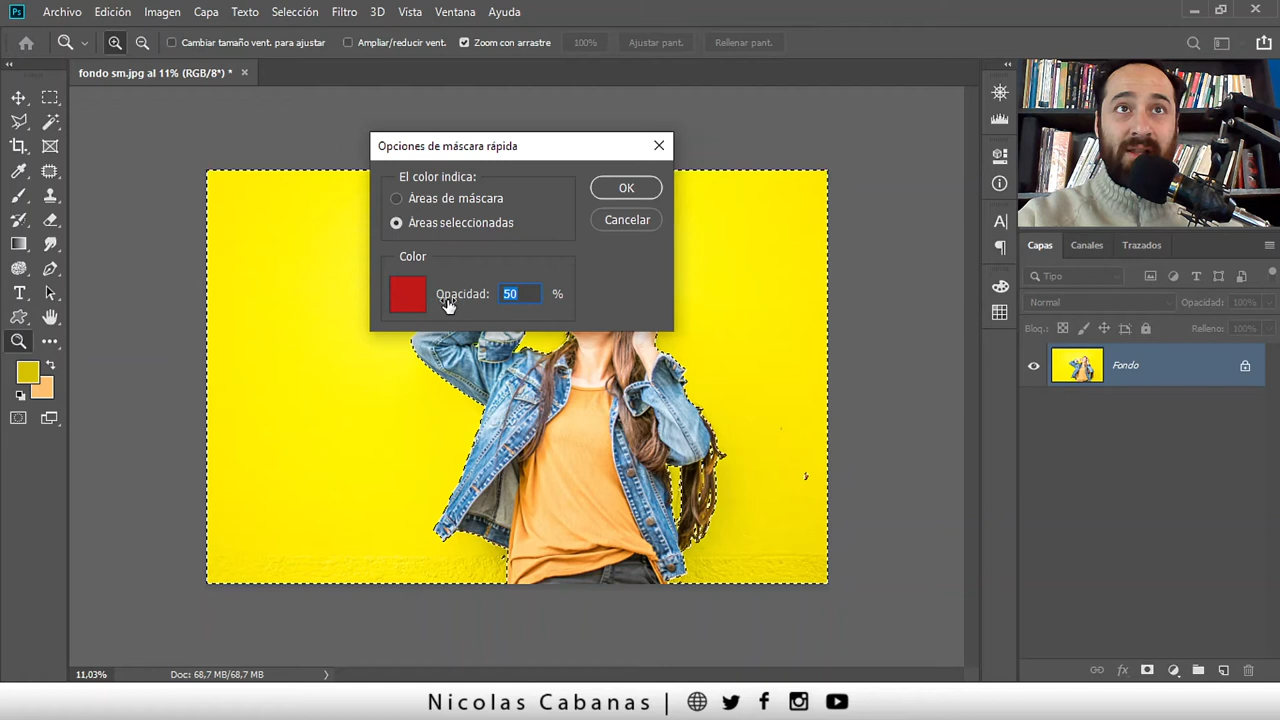 Ps Archivo Edición Imagen Capa Texto Selección Filtro 3D Vista Ventana Ayuda
Cambiar tamaño vent. para ajustar Ampliar/reducir vent. Zoom con arrastre 100% Ajustar pant. Rellenar pant.
fondo sm.jpg al 11% (RGB/8*) *
Opciones de máscara rápida
El color indica:
Áreas de máscara
Áreas seleccionadas
OK
Cancelar
Color
Opacidad: 50 %
Capas Canales Trazados
Tipo
Normal Opacidad: 100%
Bloq.: Relleno: 100%
Fondo
11,03% Doc: 68,7 MB/68,7 MB
Nicolas Cabanas |